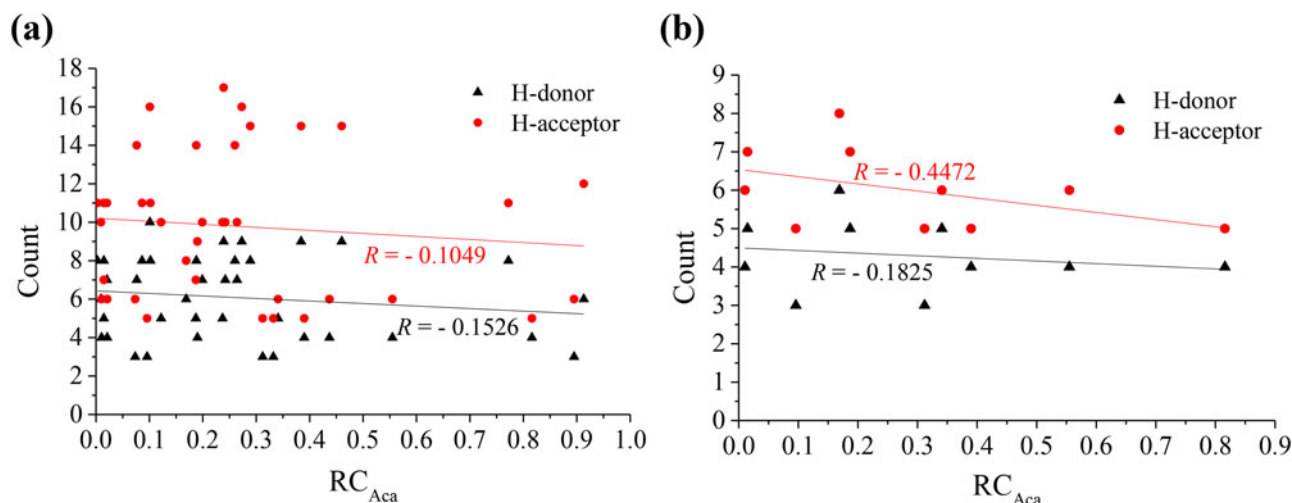 (a)
18
16
14
12
10
8
6
4
2
0
Count
H-donor
H-acceptor
R = - 0.1049
R = - 0.1526
0.0 0.1 0.2 0.3 0.4 0.5 0.6 0.7 0.8 0.9 1.0
RCAca
(b)
9
8
7
6
5
4
3
2
1
0
Count
H-donor
H-acceptor
R = - 0.4472
R = - 0.1825
0.0 0.1 0.2 0.3 0.4 0.5 0.6 0.7 0.8 0.9
RCAca